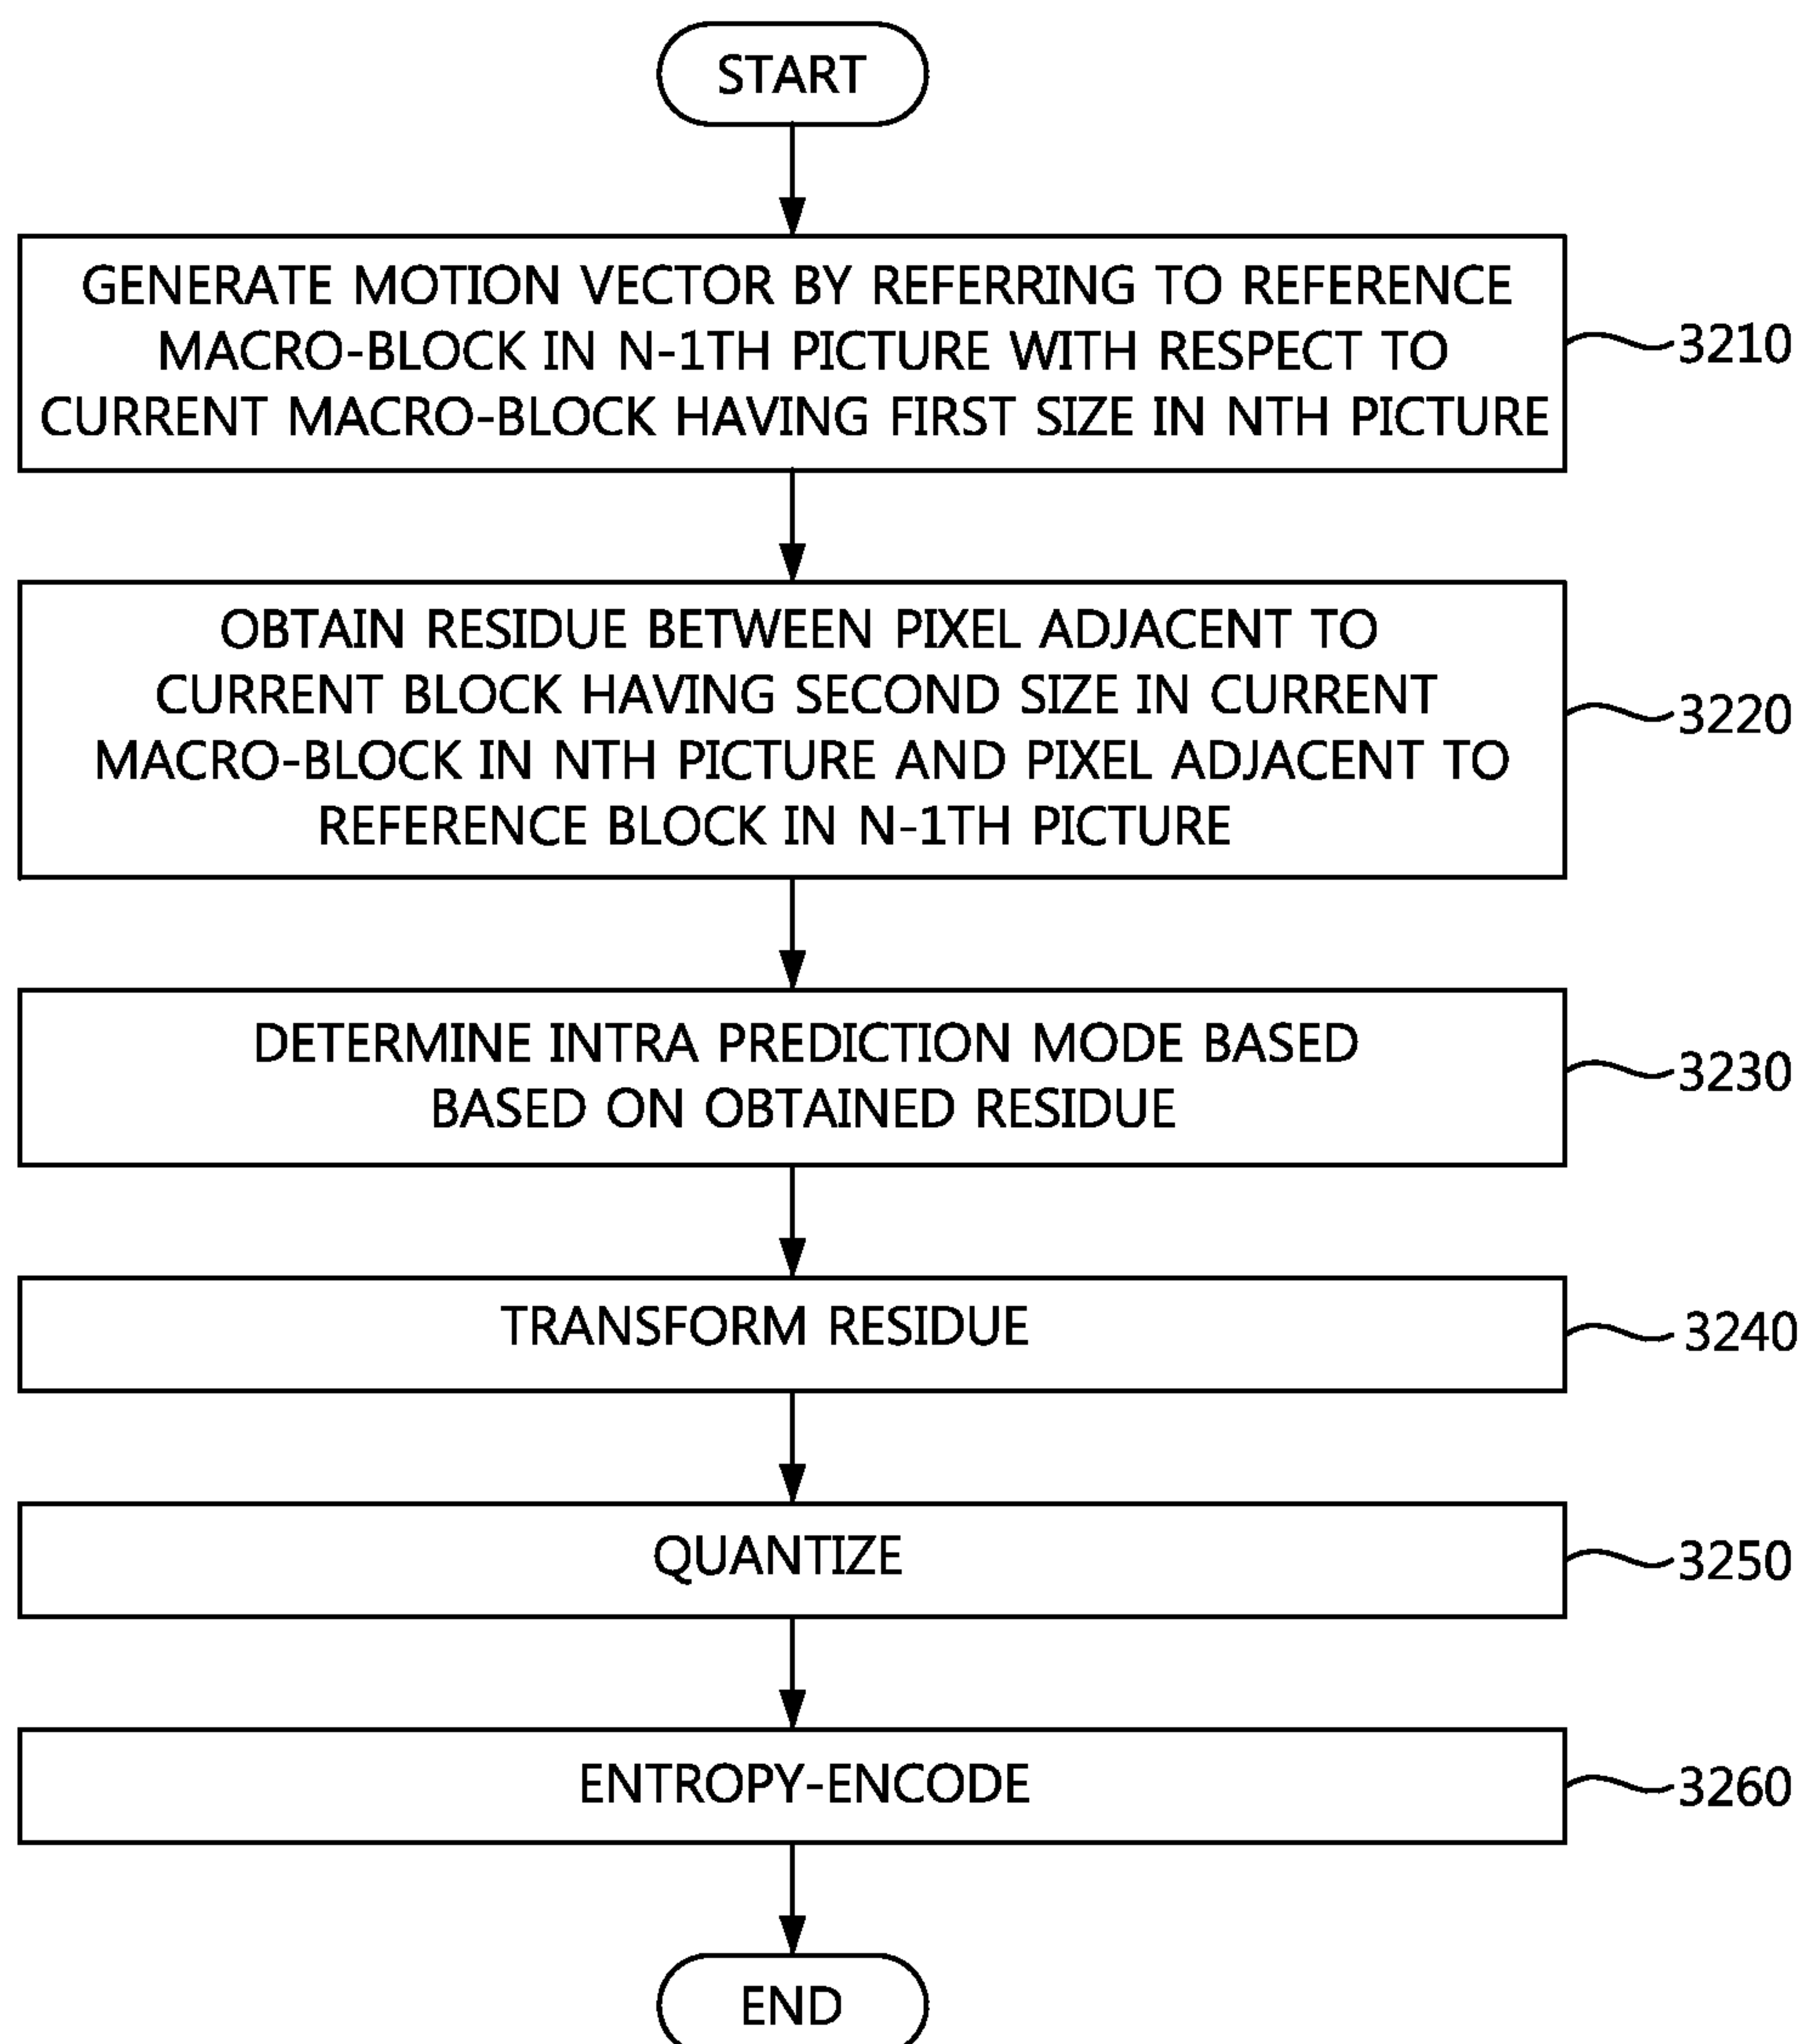 START
GENERATE MOTION VECTOR BY REFERRING TO REFERENCE
MACRO-BLOCK IN N-1TH PICTURE WITH RESPECT TO
CURRENT MACRO-BLOCK HAVING FIRST SIZE IN NTH PICTURE
3210
OBTAIN RESIDUE BETWEEN PIXEL ADJACENT TO
CURRENT BLOCK HAVING SECOND SIZE IN CURRENT
MACRO-BLOCK IN NTH PICTURE AND PIXEL ADJACENT TO
REFERENCE BLOCK IN N-1TH PICTURE
3220
DETERMINE INTRA PREDICTION MODE BASED
BASED ON OBTAINED RESIDUE
3230
TRANSFORM RESIDUE
3240
QUANTIZE
3250
ENTROPY-ENCODE
3260
END